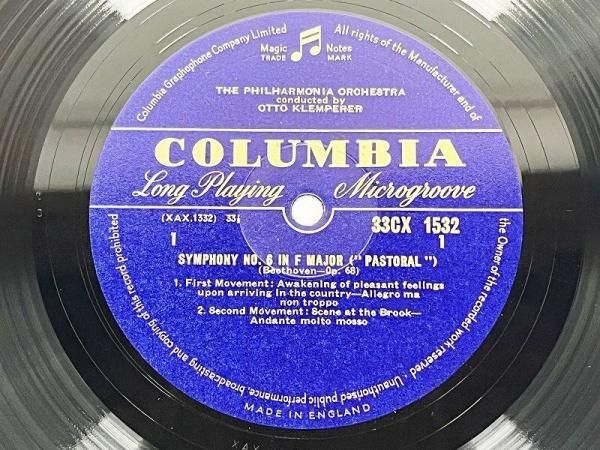 Columbia Graphophone Company Limited
All rights of the Manufacturer and of
the Owner of the recorded work reserved · Unauthorised public performance, broadcasting and copying of this record prohibited
Magic Notes
TRADE MARK
THE PHILHARMONIA ORCHESTRA
conducted by
OTTO KLEMPERER
COLUMBIA
Long Playing Microgroove
(XAX.1332) 33⅓
33CX 1532
1
1
SYMPHONY NO. 6 IN F MAJOR ("PASTORAL")
(Beethoven—Op. 68)
1. First Movement: Awakening of pleasant feelings
upon arriving in the country—Allegro ma
non troppo
2. Second Movement: Scene at the Brook—
Andante molto mosso
MADE IN ENGLAND
XAX